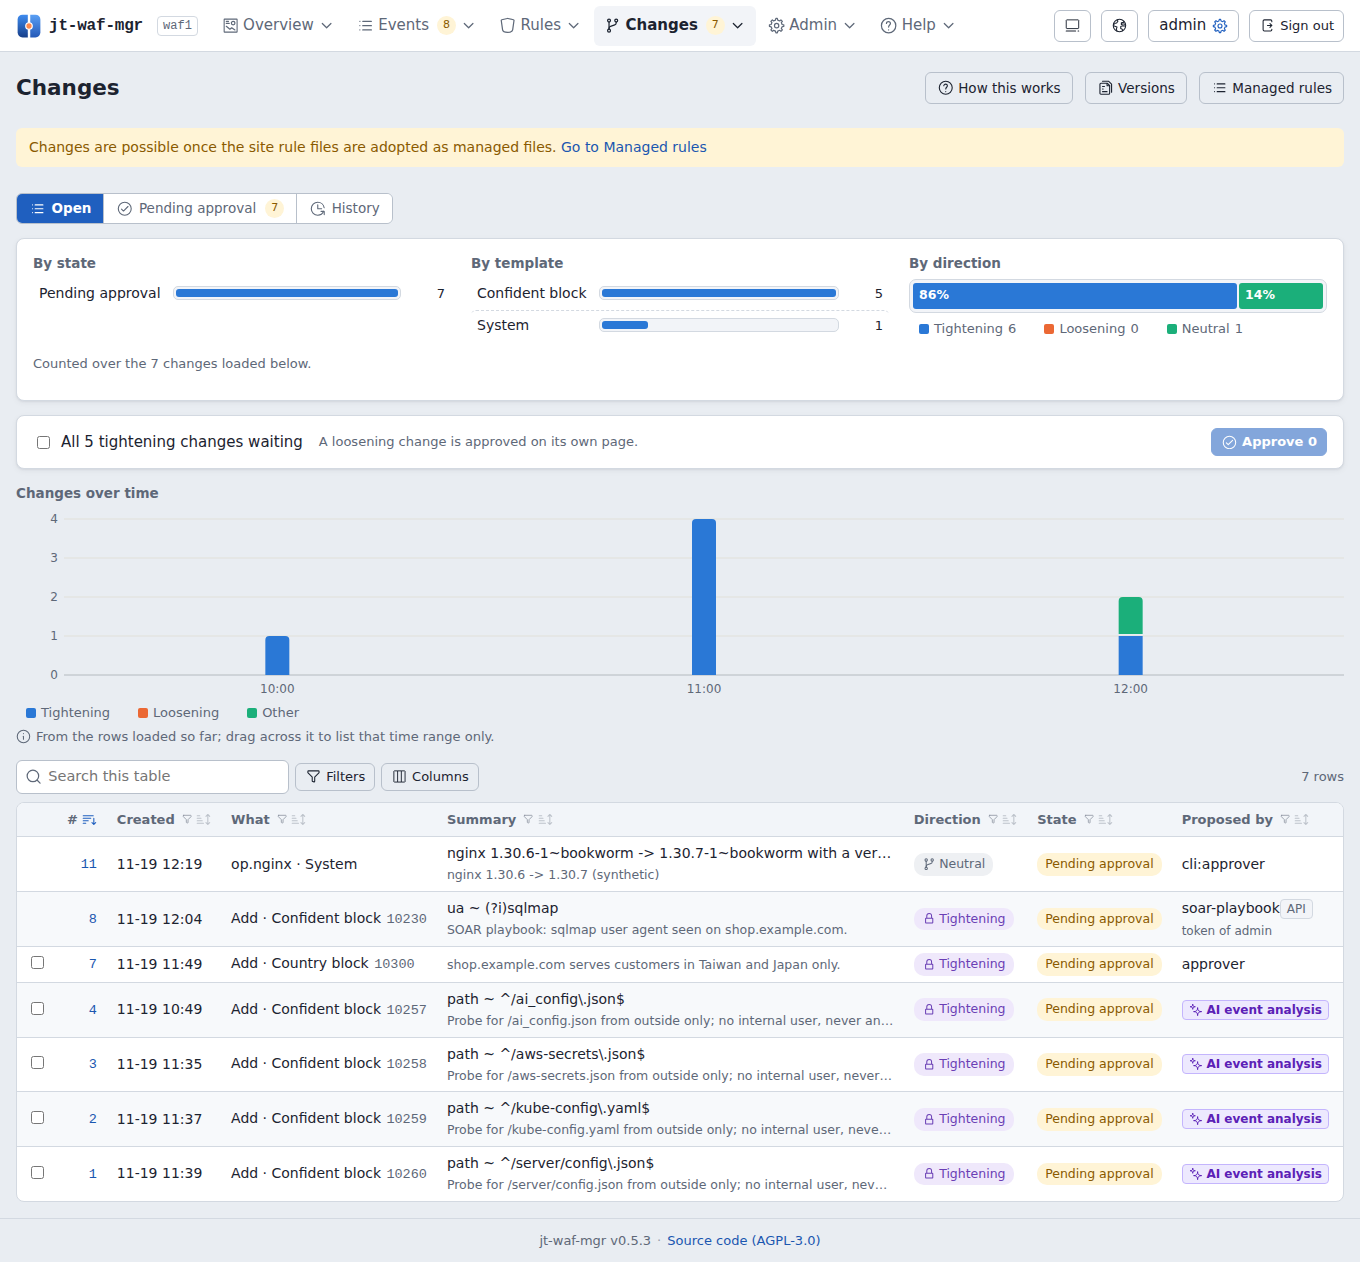 jt-waf-mgr waf1 Overview Events 8 Rules Changes 7 Admin Help admin Sign out
Changes How this works Versions Managed rules
Changes are possible once the site rule files are adopted as managed files. Go to Managed rules
Open Pending approval 7 History
By state By template By direction
Pending approval 7 Confident block 5 86% 14%
System 1 Tightening 6 Loosening 0 Neutral 1
Counted over the 7 changes loaded below.
All 5 tightening changes waiting A loosening change is approved on its own page. Approve 0
Changes over time
4
3
2
1
0
10:00 11:00 12:00
Tightening Loosening Other
From the rows loaded so far; drag across it to list that time range only.
Search this table Filters Columns 7 rows
# Created What Summary Direction State Proposed by
11 11-19 12:19 op.nginx · System nginx 1.30.6-1~bookworm -> 1.30.7-1~bookworm with a ver… Neutral Pending approval cli:approver
nginx 1.30.6 -> 1.30.7 (synthetic)
8 11-19 12:04 Add · Confident block 10230 ua ~ (?i)sqlmap Tightening Pending approval soar-playbook API
SOAR playbook: sqlmap user agent seen on shop.example.com. token of admin
7 11-19 11:49 Add · Country block 10300 shop.example.com serves customers in Taiwan and Japan only. Tightening Pending approval approver
4 11-19 10:49 Add · Confident block 10257 path ~ ^/ai_config\.json$ Tightening Pending approval AI event analysis
Probe for /ai_config.json from outside only; no internal user, never an…
3 11-19 11:35 Add · Confident block 10258 path ~ ^/aws-secrets\.json$ Tightening Pending approval AI event analysis
Probe for /aws-secrets.json from outside only; no internal user, never…
2 11-19 11:37 Add · Confident block 10259 path ~ ^/kube-config\.yaml$ Tightening Pending approval AI event analysis
Probe for /kube-config.yaml from outside only; no internal user, neve…
1 11-19 11:39 Add · Confident block 10260 path ~ ^/server/config\.json$ Tightening Pending approval AI event analysis
Probe for /server/config.json from outside only; no internal user, nev…
jt-waf-mgr v0.5.3 · Source code (AGPL-3.0)